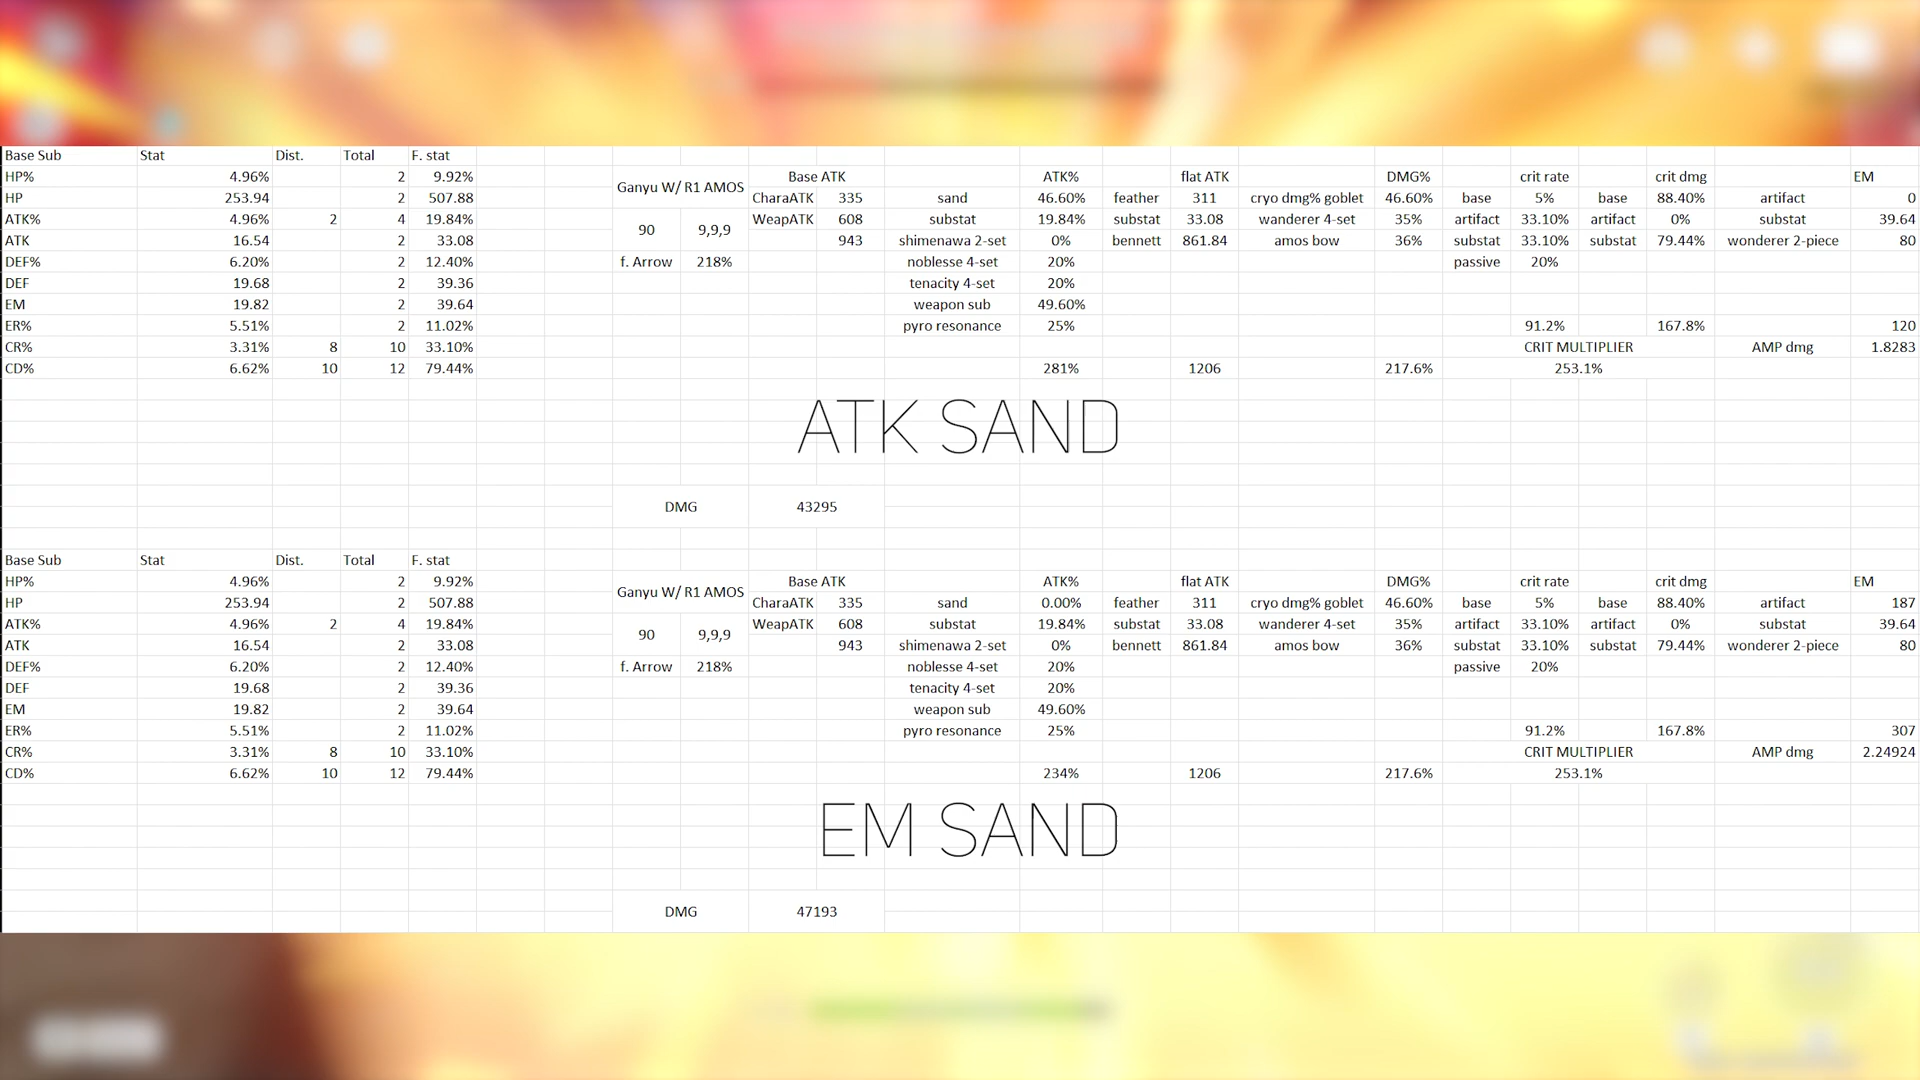 Base Sub Stat Dist. Total F. stat
HP% 4.96% 2 9.92% Ganyu W/ R1 AMOS Base ATK ATK% flat ATK DMG% crit rate crit dmg EM
HP 253.94 2 507.88 CharaATK 335 sand 46.60% feather 311 cryo dmg% goblet 46.60% base 5% base 88.40% artifact 0
ATK% 4.96% 2 4 19.84% 90 9,9,9 WeapATK 608 substat 19.84% substat 33.08 wanderer 4-set 35% artifact 33.10% artifact 0% substat 39.64
ATK 16.54 2 33.08 943 shimenawa 2-set 0% bennett 861.84 amos bow 36% substat 33.10% substat 79.44% wonderer 2-piece 80
DEF% 6.20% 2 12.40% f. Arrow 218% noblesse 4-set 20% passive 20%
DEF 19.68 2 39.36 tenacity 4-set 20%
EM 19.82 2 39.64 weapon sub 49.60%
ER% 5.51% 2 11.02% pyro resonance 25% 91.2% 167.8% 120
CR% 3.31% 8 10 33.10% CRIT MULTIPLIER AMP dmg 1.8283
CD% 6.62% 10 12 79.44% 281% 1206 217.6% 253.1%
ATK SAND
DMG 43295
Base Sub Stat Dist. Total F. stat
HP% 4.96% 2 9.92% Ganyu W/ R1 AMOS Base ATK ATK% flat ATK DMG% crit rate crit dmg EM
HP 253.94 2 507.88 CharaATK 335 sand 0.00% feather 311 cryo dmg% goblet 46.60% base 5% base 88.40% artifact 187
ATK% 4.96% 2 4 19.84% 90 9,9,9 WeapATK 608 substat 19.84% substat 33.08 wanderer 4-set 35% artifact 33.10% artifact 0% substat 39.64
ATK 16.54 2 33.08 943 shimenawa 2-set 0% bennett 861.84 amos bow 36% substat 33.10% substat 79.44% wonderer 2-piece 80
DEF% 6.20% 2 12.40% f. Arrow 218% noblesse 4-set 20% passive 20%
DEF 19.68 2 39.36 tenacity 4-set 20%
EM 19.82 2 39.64 weapon sub 49.60%
ER% 5.51% 2 11.02% pyro resonance 25% 91.2% 167.8% 307
CR% 3.31% 8 10 33.10% CRIT MULTIPLIER AMP dmg 2.24924
CD% 6.62% 10 12 79.44% 234% 1206 217.6% 253.1%
EM SAND
DMG 47193